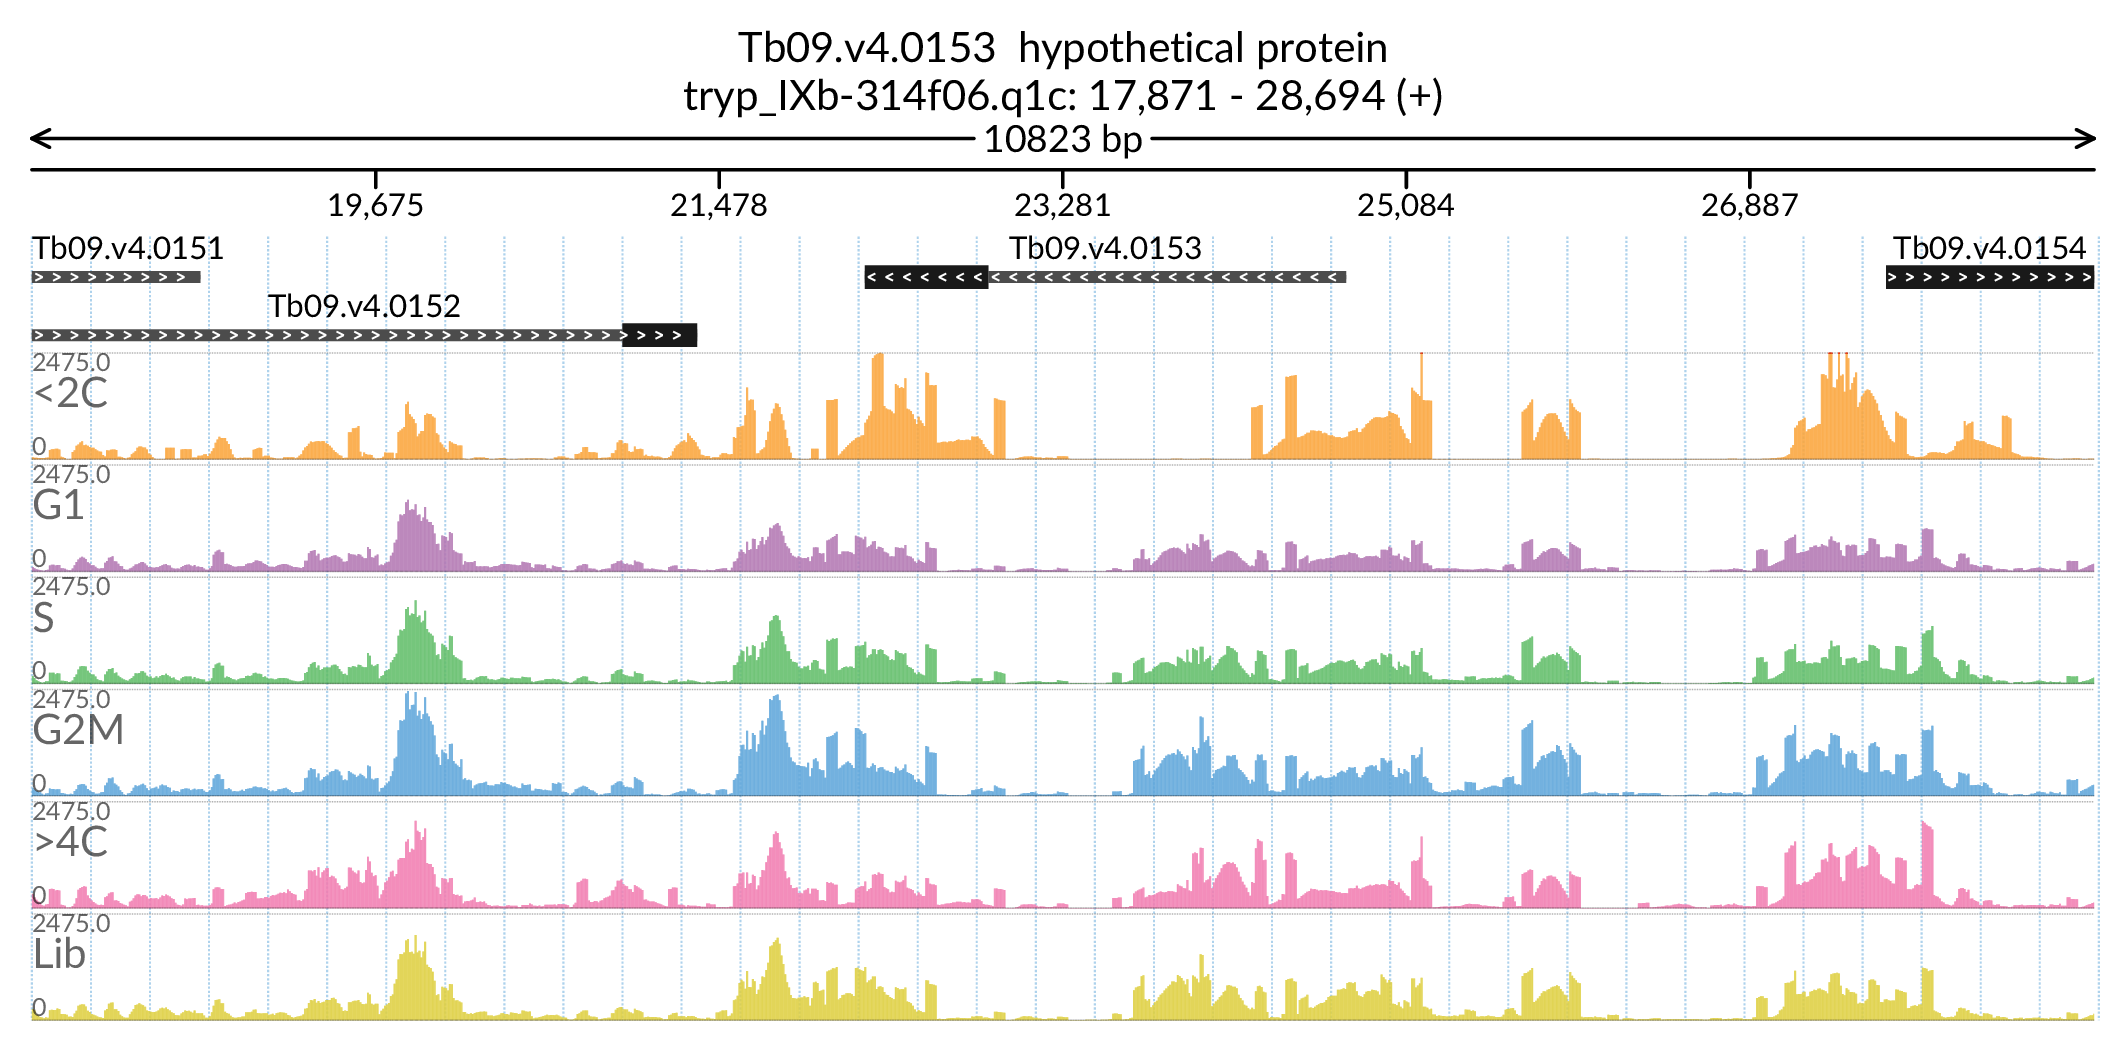 Tb09.v4.0153  hypothetical protein
tryp_IXb-314f06.q1c: 17,871 - 28,694 (+)
10823 bp
19,675 21,478 23,281 25,084 26,887
Tb09.v4.0151 Tb09.v4.0153 Tb09.v4.0154
Tb09.v4.0152
2475.0
<2C
0
2475.0
G1
0
2475.0
S
0
2475.0
G2M
0
2475.0
>4C
0
2475.0
Lib
0